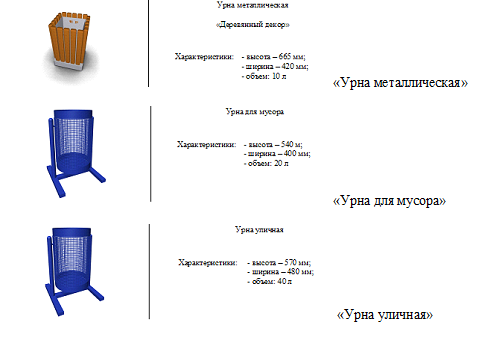 Урна металлическая
«Деревянный декор»
Характеристики: - высота – 665 мм;
- ширина – 420 мм;
- объем: 10 л
«Урна металлическая»
Урна для мусора
Характеристики: - высота – 540 м;
- ширина – 400 мм;
- объем: 20 л
«Урна для мусора»
Урна уличная
Характеристики: - высота – 570 мм;
- ширина – 480 мм;
- объем: 40 л
«Урна уличная»